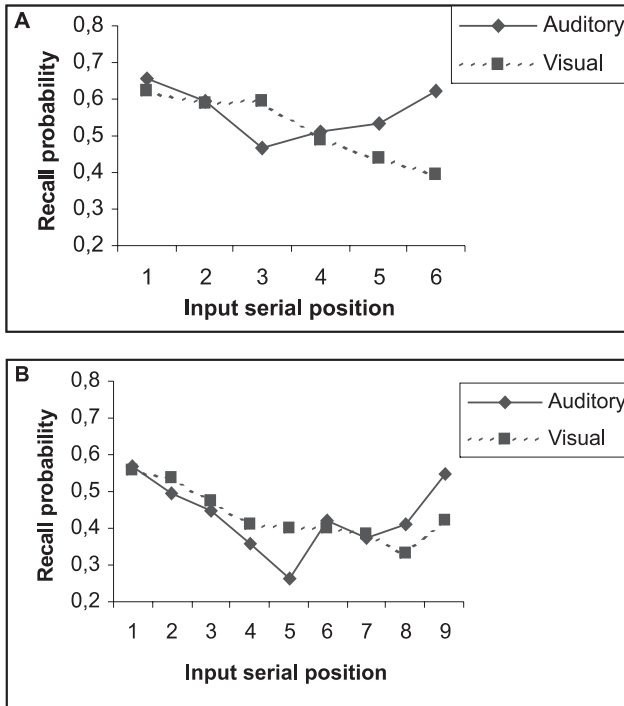 A
Auditory
Visual
Recall probability
0,8
0,7
0,6
0,5
0,4
0,3
0,2
1 2 3 4 5 6
Input serial position
B
Auditory
Visual
Recall probability
0,8
0,7
0,6
0,5
0,4
0,3
0,2
1 2 3 4 5 6 7 8 9
Input serial position